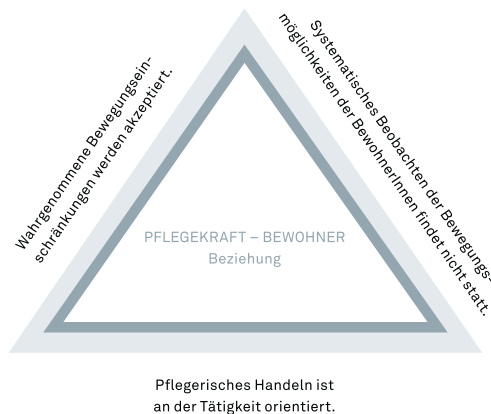 Wahrgenommene Bewegungsein-
schränkungen werden akzeptiert.
Systematisches Beobachten der Bewegungs-
möglichkeiten der BewohnerInnen findet nicht statt.
PFLEGEKRAFT – BEWOHNER
Beziehung
Pflegerisches Handeln ist
an der Tätigkeit orientiert.